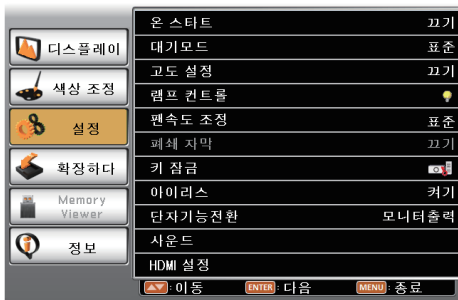 디스플레이
색상 조정
설정
확장하다
Memory
Viewer
정보
온 스타트 끄기
대기모드 표준
고도 설정 끄기
램프 컨트롤
팬속도 조정 표준
폐쇄 자막 끄기
키 잠금
아이리스 켜기
단자기능전환 모니터출력
사운드
HDMI 설정
이동 ENTER : 다음 MENU : 종료